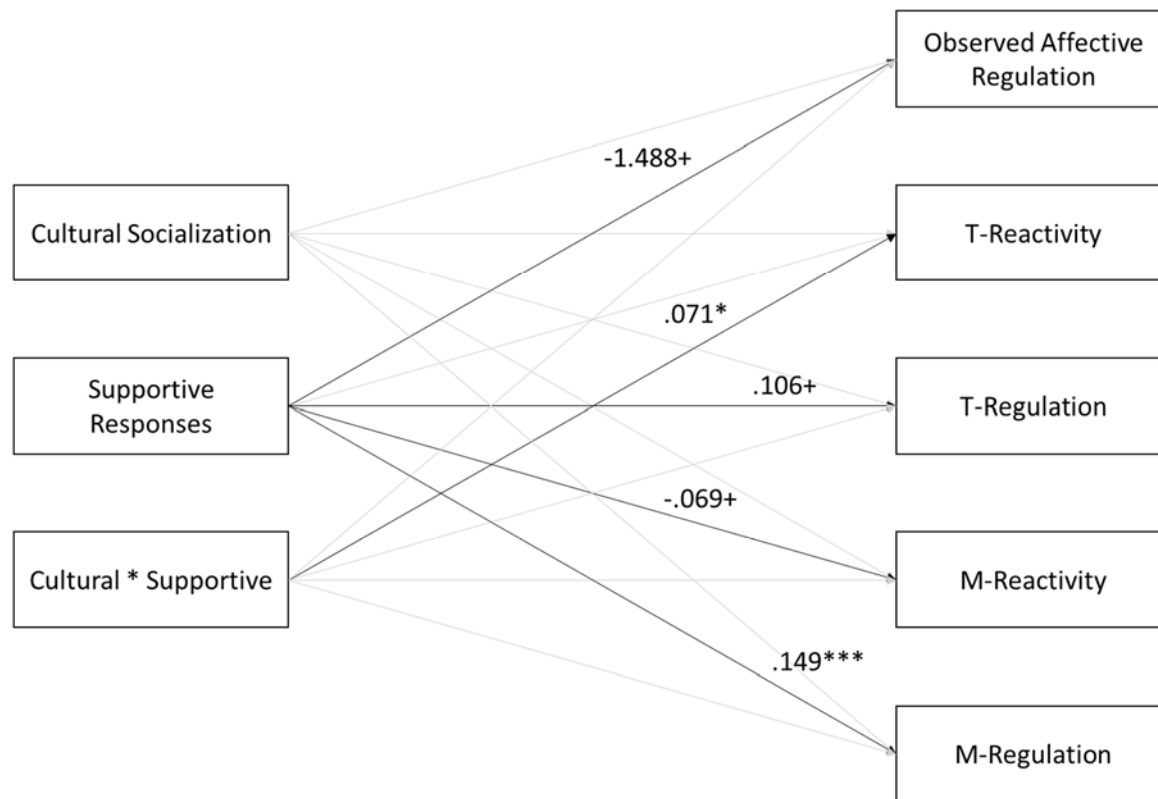 Observed Affective
Regulation
-1.488+
Cultural Socialization
T-Reactivity
.071*
Supportive
Responses
.106+
T-Regulation
-.069+
Cultural * Supportive
M-Reactivity
.149***
M-Regulation